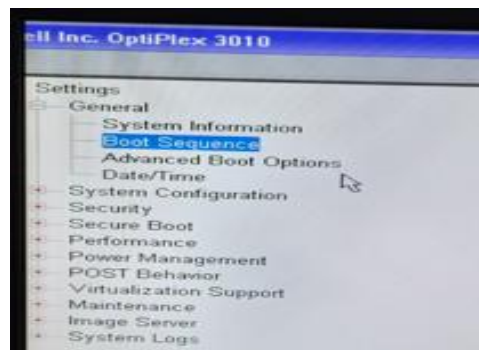 ell Inc. OptiPlex 3010
Settings
General
System Information
Boot Sequence
Advanced Boot Options
Date/Time
System Configuration
Security
Secure Boot
Performance
Power Management
POST Behavior
Virtualization Support
Maintenance
Image Server
System Logs